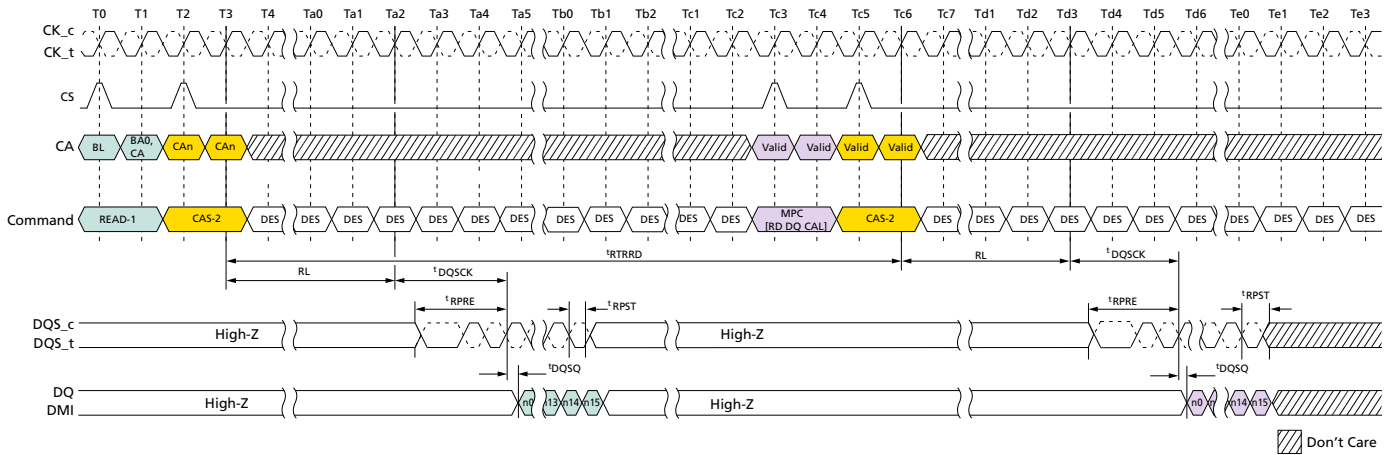 T0 T1 T2 T3 T4 Ta0 Ta1 Ta2 Ta3 Ta4 Ta5 Tb0 Tb1 Tb2 Tc1 Tc2 Tc3 Tc4 Tc5 Tc6 Tc7 Td1 Td2 Td3 Td4 Td5 Td6 Te0 Te1 Te2 Te3
CK_c
CK_t
CS
CA BL BA0, CA CAn CAn Valid Valid Valid Valid
Command READ-1 CAS-2 DES DES DES DES DES DES DES DES DES DES DES DES MPC [RD DQ CAL] CAS-2 DES DES DES DES DES DES DES DES DES DES DES
tRTRRD
RL tDQSCK RL tDQSCK
tRPRE tRPST tRPRE tRPST
DQS_c
DQS_t
High-Z High-Z
tDQSQ tDQSQ
DQ
DMI
High-Z n0 n13 n14 n15 High-Z n0 n n14 n15
Don't Care